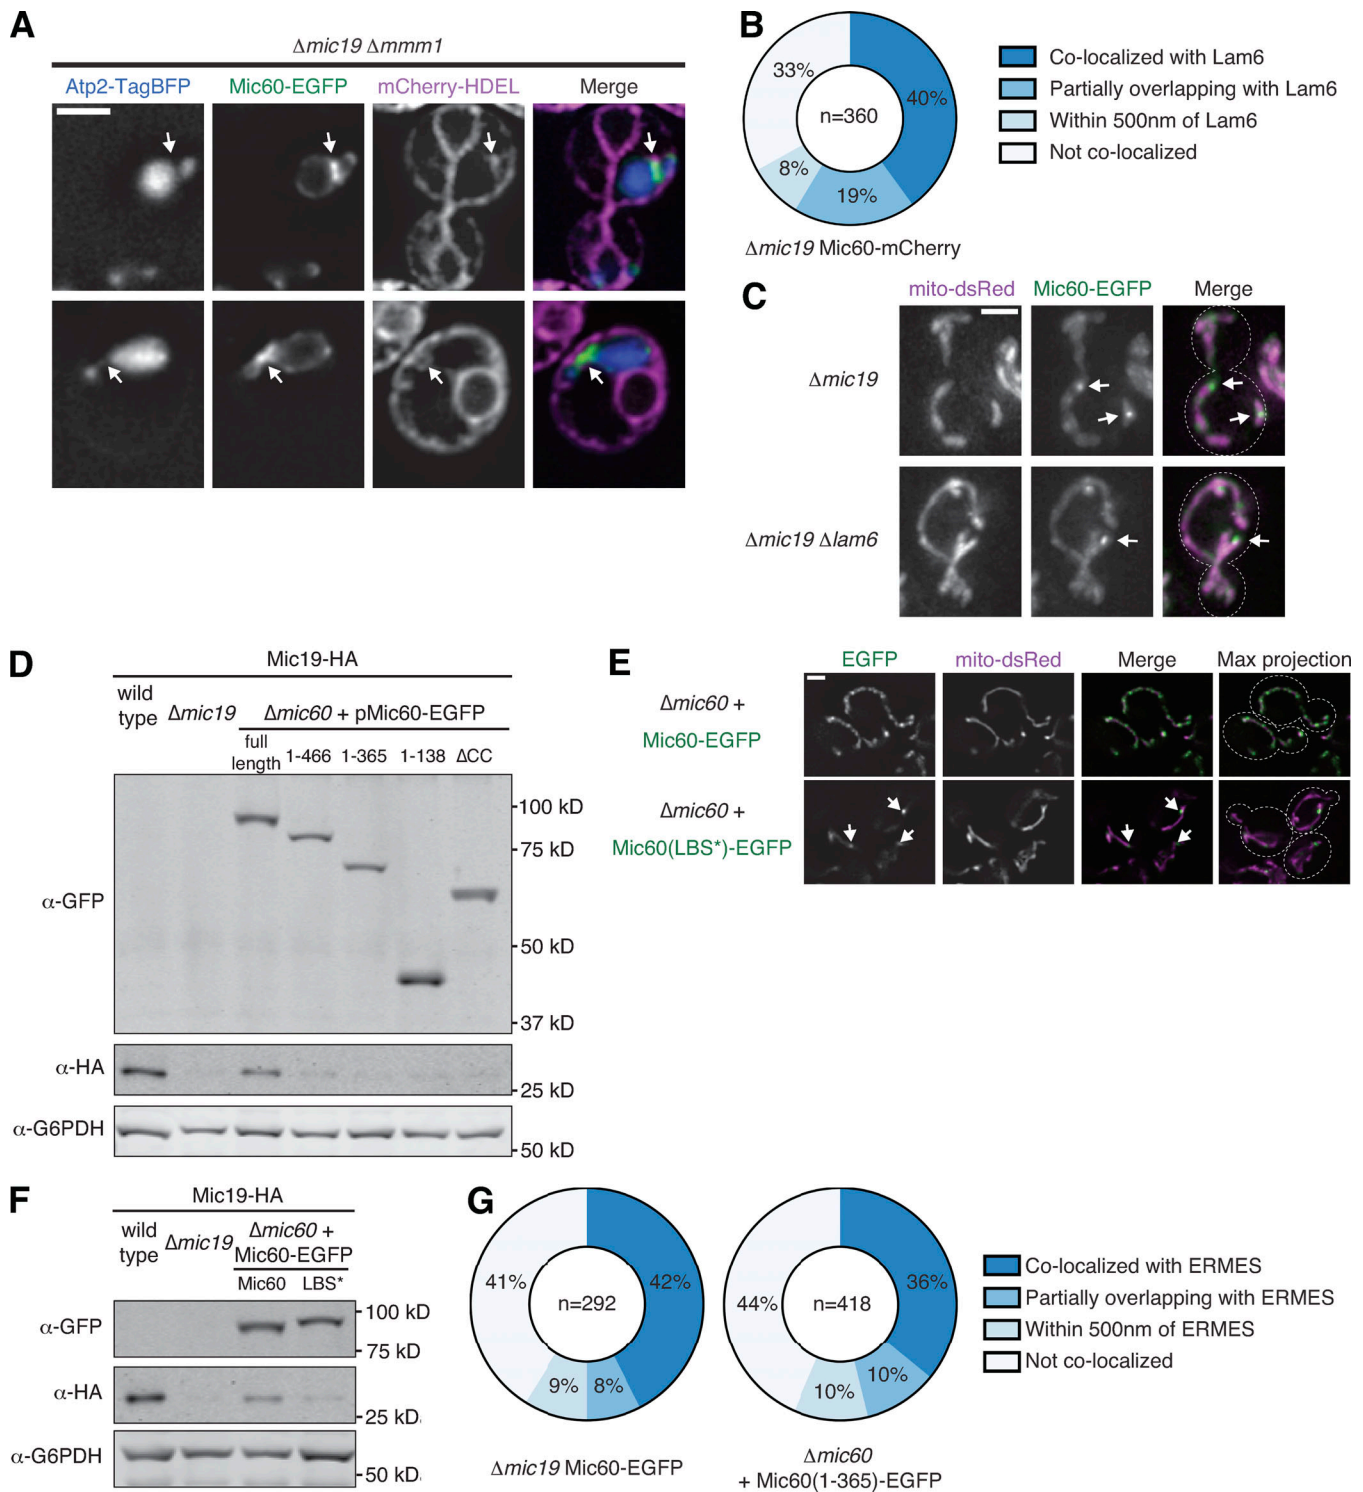 A
Δmic19 Δmmm1
Atp2-TagBFP Mic60-EGFP mCherry-HDEL Merge
B
33%
40%
n=360
8%
19%
Δmic19 Mic60-mCherry
Co-localized with Lam6
Partially overlapping with Lam6
Within 500nm of Lam6
Not co-localized
C
mito-dsRed Mic60-EGFP Merge
Δmic19
Δmic19 Δlam6
D
Mic19-HA
wild type Δmic19 Δmic60 + pMic60-EGFP
full length 1-466 1-365 1-138 ΔCC
α-GFP
100 kD
75 kD
50 kD
37 kD
α-HA
25 kD
α-G6PDH
50 kD
E
EGFP mito-dsRed Merge Max projection
Δmic60 +
Mic60-EGFP
Δmic60 +
Mic60(LBS*)-EGFP
F
Mic19-HA
wild type Δmic19 Δmic60 + Mic60-EGFP
Mic60 LBS*
α-GFP
100 kD
75 kD
α-HA
25 kD
α-G6PDH
50 kD
G
41%
42%
n=292
9%
8%
Δmic19 Mic60-EGFP
44%
36%
n=418
10%
10%
Δmic60
+ Mic60(1-365)-EGFP
Co-localized with ERMES
Partially overlapping with ERMES
Within 500nm of ERMES
Not co-localized